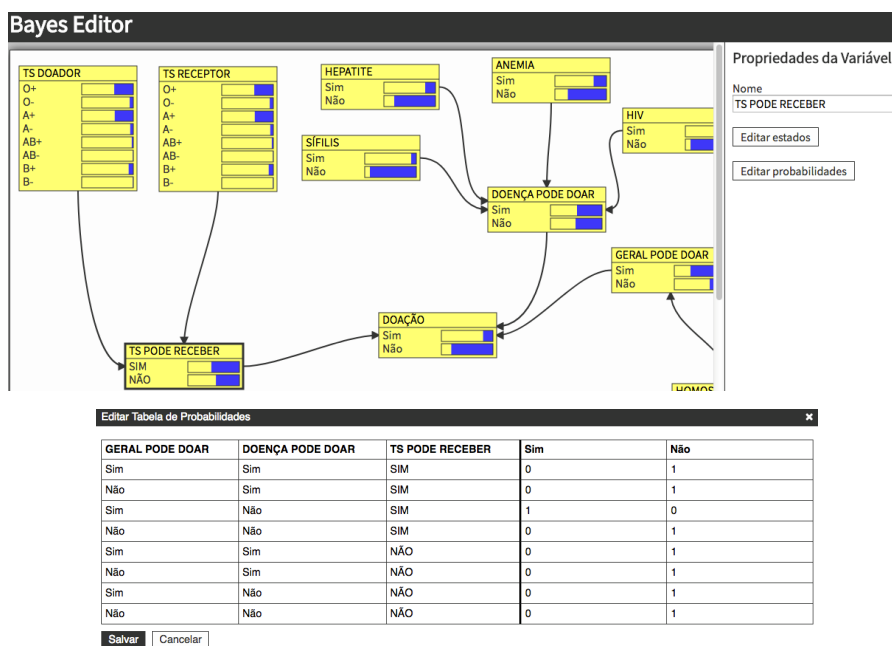 Bayes Editor
TS DOADOR
O+
O-
A+
A-
AB+
AB-
B+
B-
TS RECEPTOR
O+
O-
A+
A-
AB+
AB-
B+
B-
HEPATITE
Sim
Não
ANEMIA
Sim
Não
HIV
Sim
Não
SÍFILIS
Sim
Não
DOENÇA PODE DOAR
Sim
Não
GERAL PODE DOAR
Sim
Não
DOAÇÃO
Sim
Não
TS PODE RECEBER
SIM
NÃO
HOMOS
Propriedades da Variável
Nome
TS PODE RECEBER
Editar estados
Editar probabilidades
Editar Tabela de Probabilidades ×
GERAL PODE DOAR DOENÇA PODE DOAR TS PODE RECEBER Sim Não
Sim Sim SIM 0 1
Não Sim SIM 0 1
Sim Não SIM 1 0
Não Não SIM 0 1
Sim Sim NÃO 0 1
Não Sim NÃO 0 1
Sim Não NÃO 0 1
Não Não NÃO 0 1
Salvar Cancelar